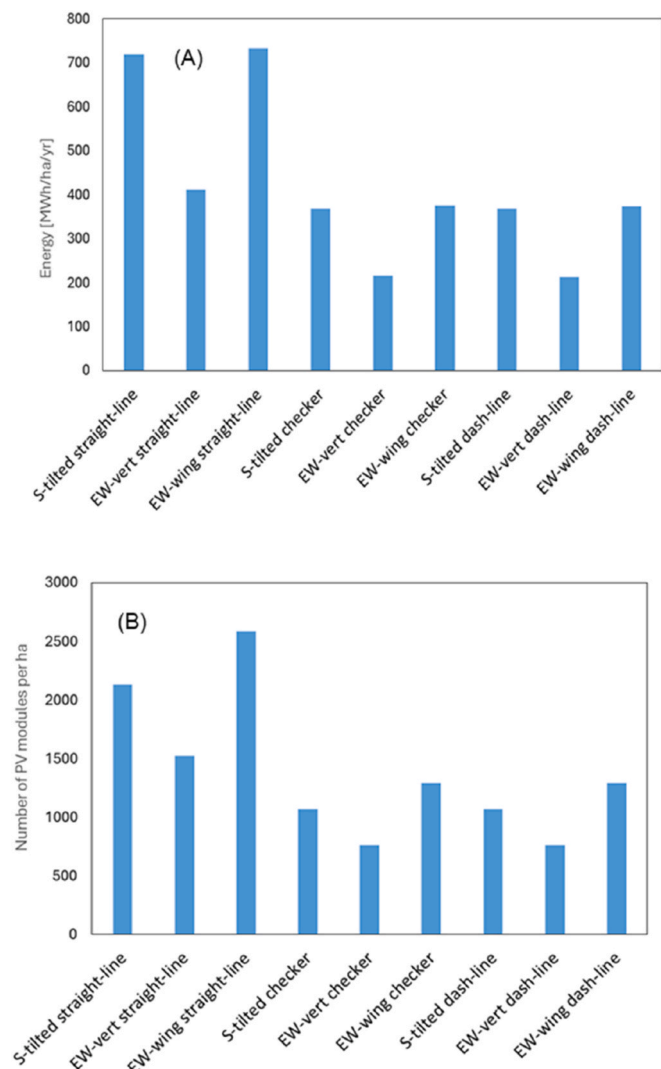 800
(A)
700
600
500
400
300
200
100
0
Energy [MWh/ha/yr]
S-tilted straight-line
EW-vert straight-line
EW-wing straight-line
S-tilted checker
EW-vert checker
EW-wing checker
S-tilted dash-line
EW-vert dash-line
EW-wing dash-line
3000
(B)
2500
2000
1500
1000
500
0
Number of PV modules per ha
S-tilted straight-line
EW-vert straight-line
EW-wing straight-line
S-tilted checker
EW-vert checker
EW-wing checker
S-tilted dash-line
EW-vert dash-line
EW-wing dash-line